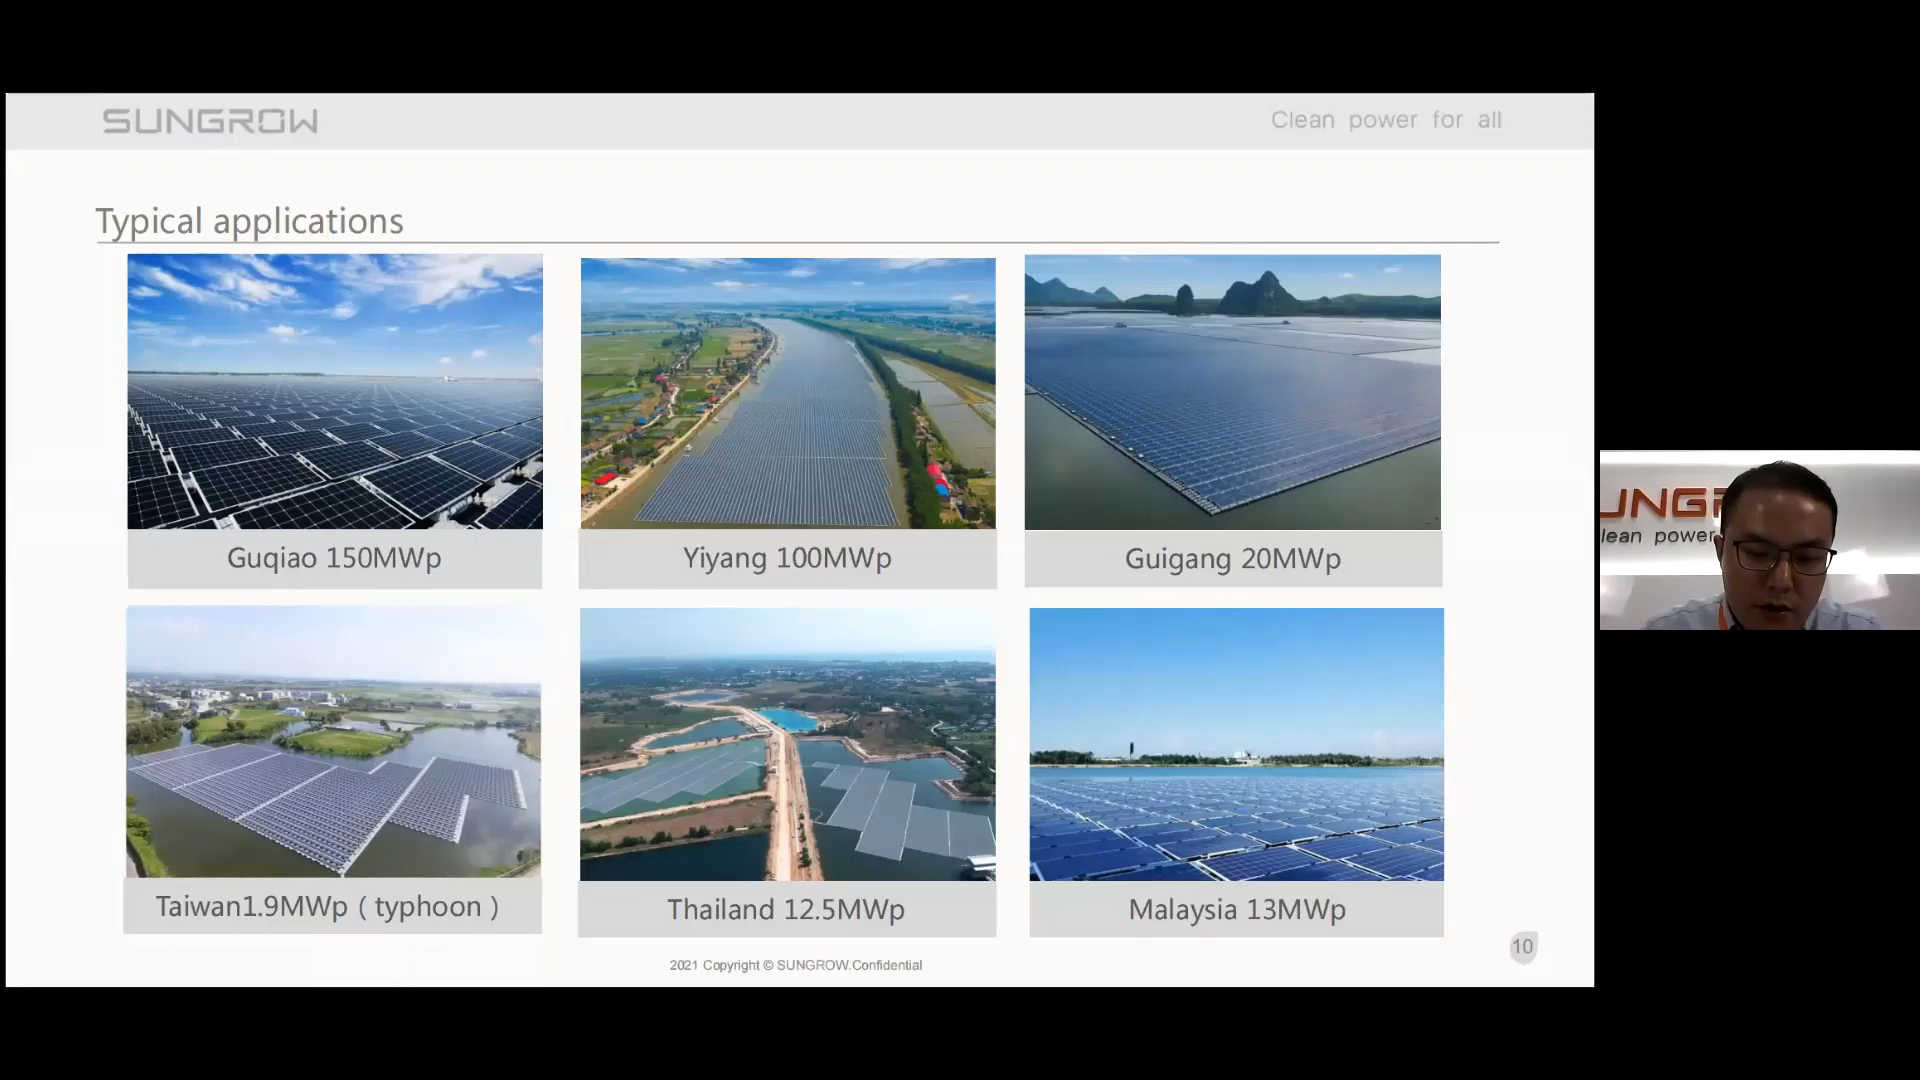 SUNGROW
Clean power for all
Typical applications
Guqiao 150MWp
Yiyang 100MWp
Guigang 20MWp
Taiwan1.9MWp ( typhoon )
Thailand 12.5MWp
Malaysia 13MWp
2021 Copyright © SUNGROW.Confidential
10
UNGR
lean power